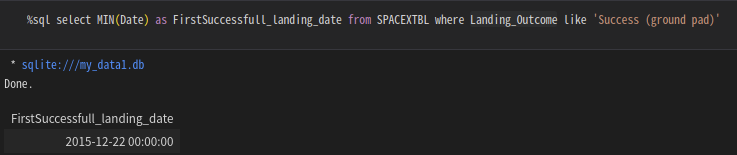 %sql select MIN(Date) as FirstSuccessfull_landing_date from SPACEXTBL where Landing_Outcome like 'Success (ground pad)'
* sqlite:///my_data1.db
Done.
FirstSuccessfull_landing_date
2015-12-22 00:00:00